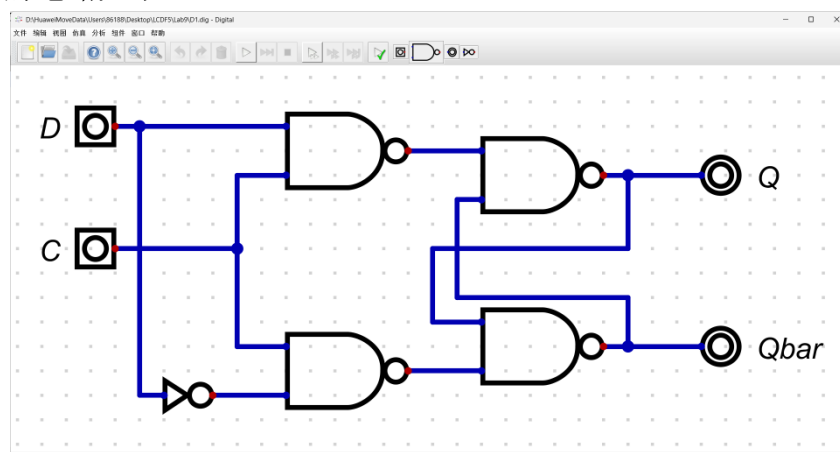 D:\HuaweiMoveData\Users\86188\Desktop\LCDF5\Lab9\D1.dig - Digital
文件 编辑 视图 仿真 分析 组件 窗口 帮助
D
Q
C
Qbar